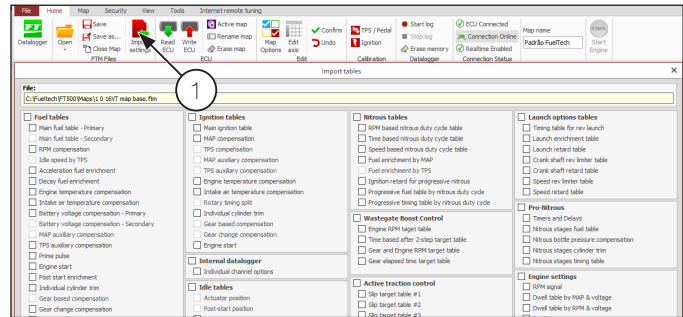 File Home Map Security View Tools Internet remote tuning
Datalogger
Open
Save
Save as...
Close Map
FTM Files
Import settings
Read ECU
Write ECU
Active map
Rename map
Erase map
ECU
Map Options
Edit axis
Confirm
Undo
Edit
TPS / Pedal
Ignition
Calibration
Start log
Stop log
Erase memory
Datalogger
ECU Connected
Connection Online
Realtime Enabled
Connection Status
Map name
Padrão FuelTech
START
Start Engine
1
Import tables
File:
C:\Fueltech\FT500\Maps\1 0 16VT map base.ftm
Fuel tables
Main fuel table - Primary
Main fuel table - Secondary
RPM compensation
Idle speed by TPS
Acceleration fuel enrichment
Decay fuel enrichment
Engine temperature compensation
Intake air temperature compensation
Battery voltage compensation - Primary
Battery voltage compensation - Secondary
MAP auxiliary compensation
TPS auxiliary compensation
Prime pulse
Engine start
Post start enrichment
Individual cylinder trim
Gear based compensation
Gear change compensation
Ignition tables
Main ignition table
MAP compensation
TPS compensation
MAP auxiliary compensation
TPS auxiliary compensation
Engine temperature compensation
Intake air temperature compensation
Rotary timing split
Individual cylinder trim
Gear based compensation
Gear change compensation
Engine start
Internal datalogger
Individual channel options
Idle tables
Actuator position
Post-start position
Nitrous tables
RPM based nitrous duty cycle table
Time based nitrous duty cycle table
Speed based nitrous duty cycle table
Fuel enrichment by MAP
Fuel enrichment by TPS
Ignition retard for progressive nitrous
Progressive fuel table by nitrous duty cycle
Progressive timing table by nitrous duty cycle
Wastegate Boost Control
Engine RPM taget table
Time based after 2-step target table
Gear and Engine RPM target table
Gear elapsed time target table
Active traction control
Slip target table #1
Slip target table #2
Slip target table #3
Launch options tables
Timing table for rev launch
Launch enrichment table
Launch retard table
Crank shaft rev limiter table
Crank shaft retard table
Speed rev limiter table
Speed retard table
Pro-Nitrous
Timers and Delays
Nitrous stages fuel table
Nitrous bottle pressure compensation
Nitrous stages cylinder trim
Nitrous stages timing table
Engine settings
RPM signal
Dwell table by MAP & voltage
Dwell table by RPM & voltage